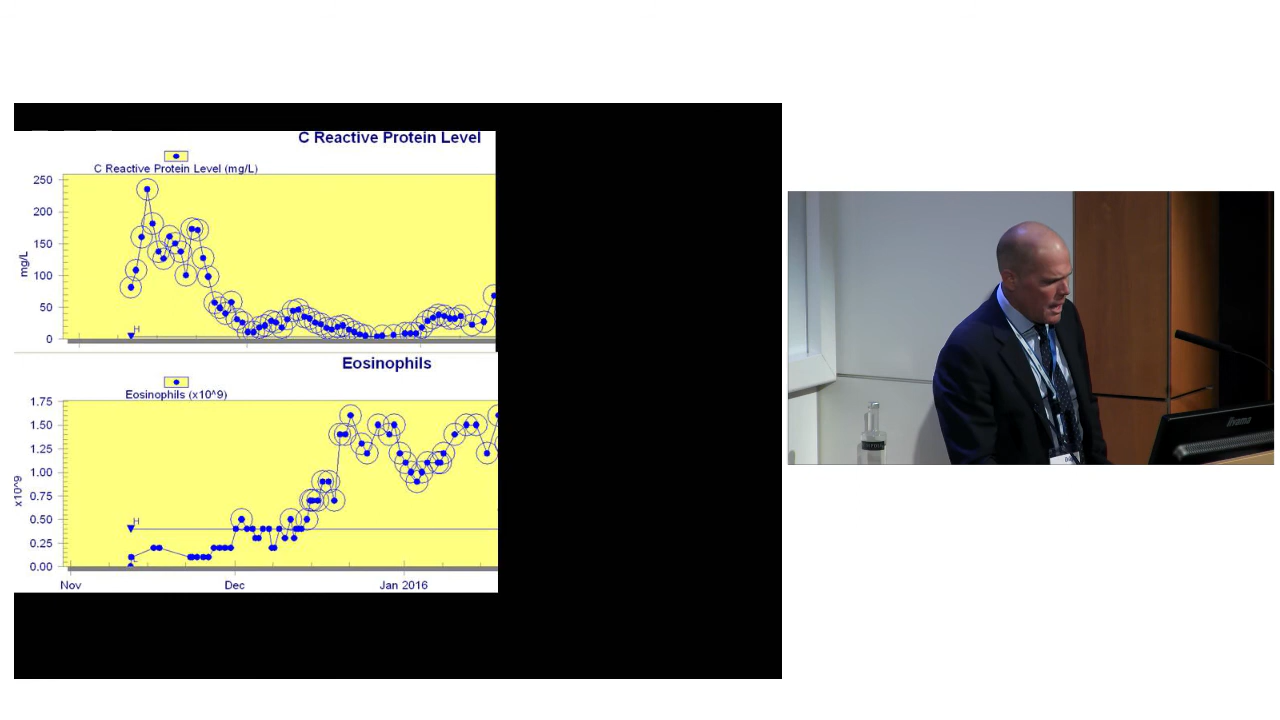 C Reactive Protein Level
C Reactive Protein Level (mg/L)
250
200
150
100
50
0
mg/L
H
Eosinophils
Eosinophils (x10^9)
1.75
1.50
1.25
1.00
0.75
0.50
0.25
0.00
x10^9
H
Nov
Dec
Jan 2016
iiyama